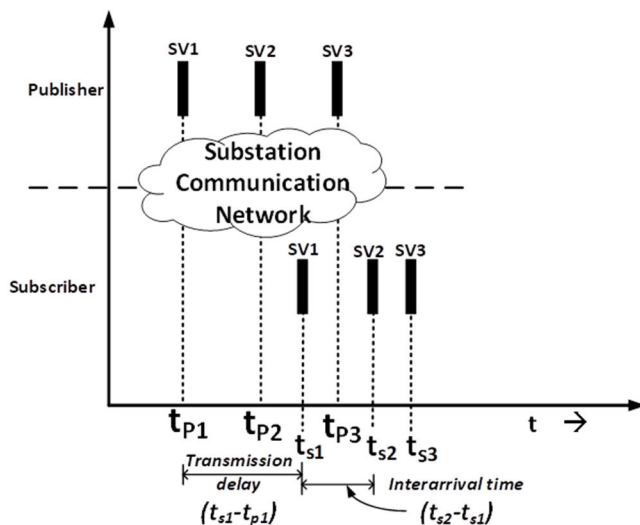 SV1 SV2 SV3
Publisher
Substation
Communication
Network
SV1 SV2 SV3
Subscriber
tP1 tP2 tP3 t →
ts1 ts2 ts3
Transmission
delay
Interarrival time
(ts1-tp1) (ts2-ts1)